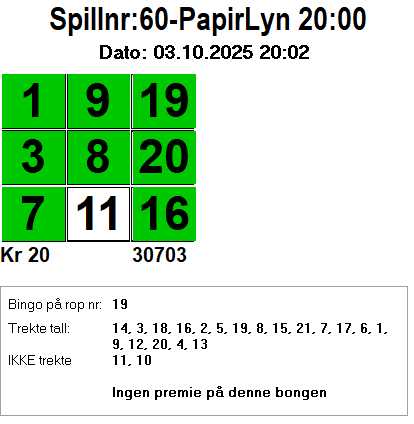 Spillnr:60-PapirLyn 20:00
Dato: 03.10.2025 20:02
1 9 19
3 8 20
7 11 16
Kr 20 30703
Bingo på rop nr: 19
Trekte tall: 14, 3, 18, 16, 2, 5, 19, 8, 15, 21, 7, 17, 6, 1,
9, 12, 20, 4, 13
IKKE trekte 11, 10
Ingen premie på denne bongen